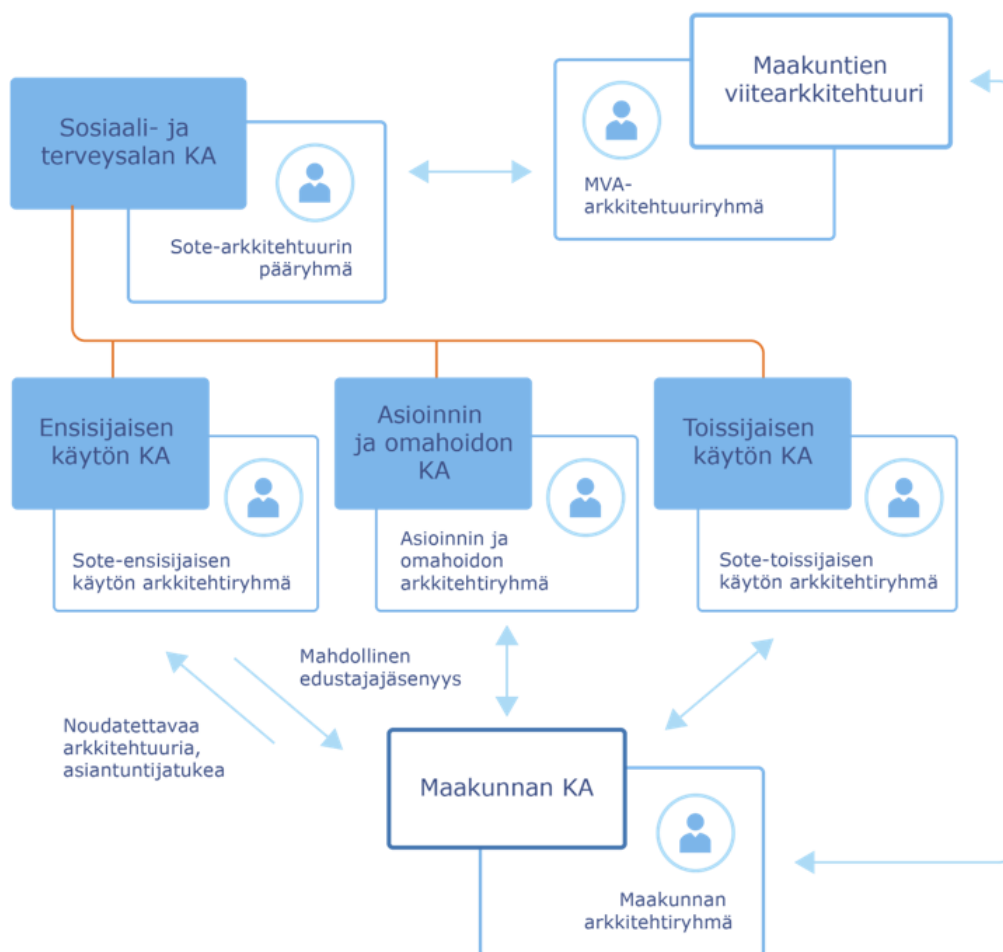 Maakuntien
viitearkkitehtuuri
MVA-
arkkitehtuuriryhmä
Sosiaali- ja
terveysalan KA
Sote-arkkitehtuurin
pääryhmä
Ensisijaisen
käytön KA
Sote-ensisijaisen
käytön arkkitehtiryhmä
Asioinnin
ja omahoidon
KA
Asioinnin ja
omahoidon
arkkitehtiryhmä
Toissijaisen
käytön KA
Sote-toissijaisen
käytön arkkitehtiryhmä
Mahdollinen
edustajajäsenyys
Noudatettavaa
arkkitehtuuria,
asiantuntijatukea
Maakunnan KA
Maakunnan
arkkitehtiryhmä